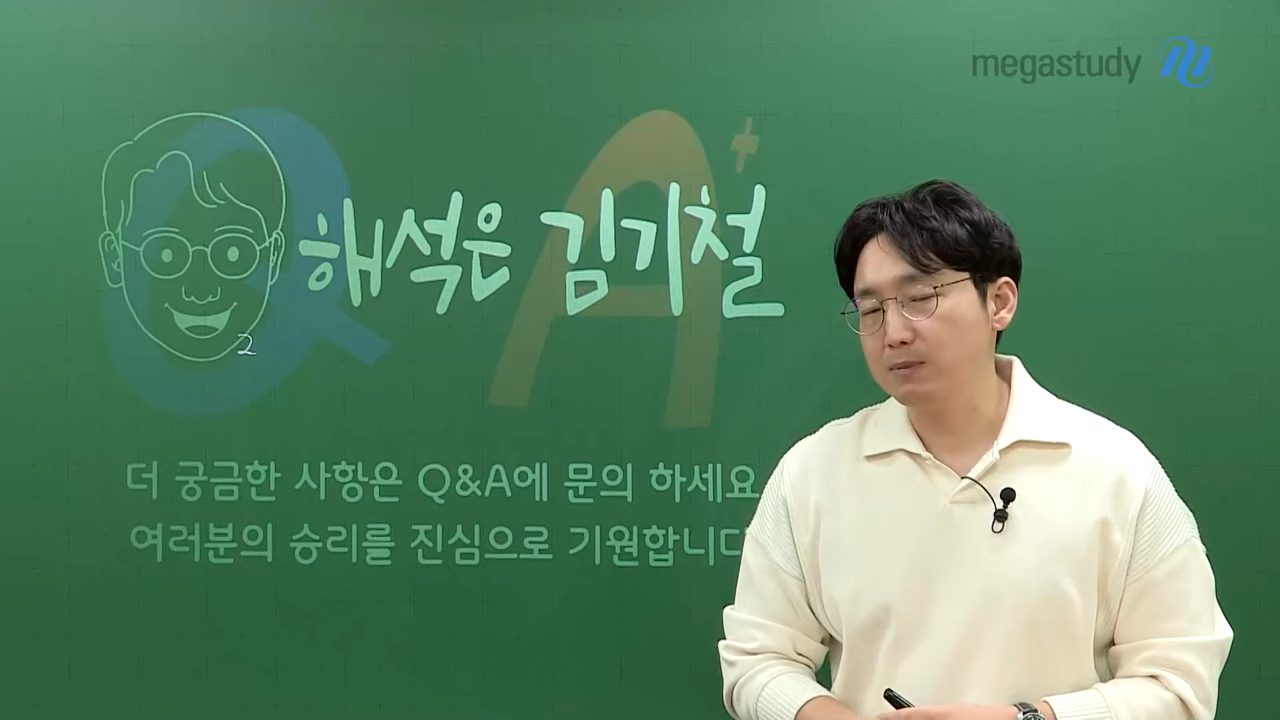 megastudy
Q A+
해석은 김기철
2
더 궁금한 사항은 Q&A에 문의 하세요
여러분의 승리를 진심으로 기원합니다